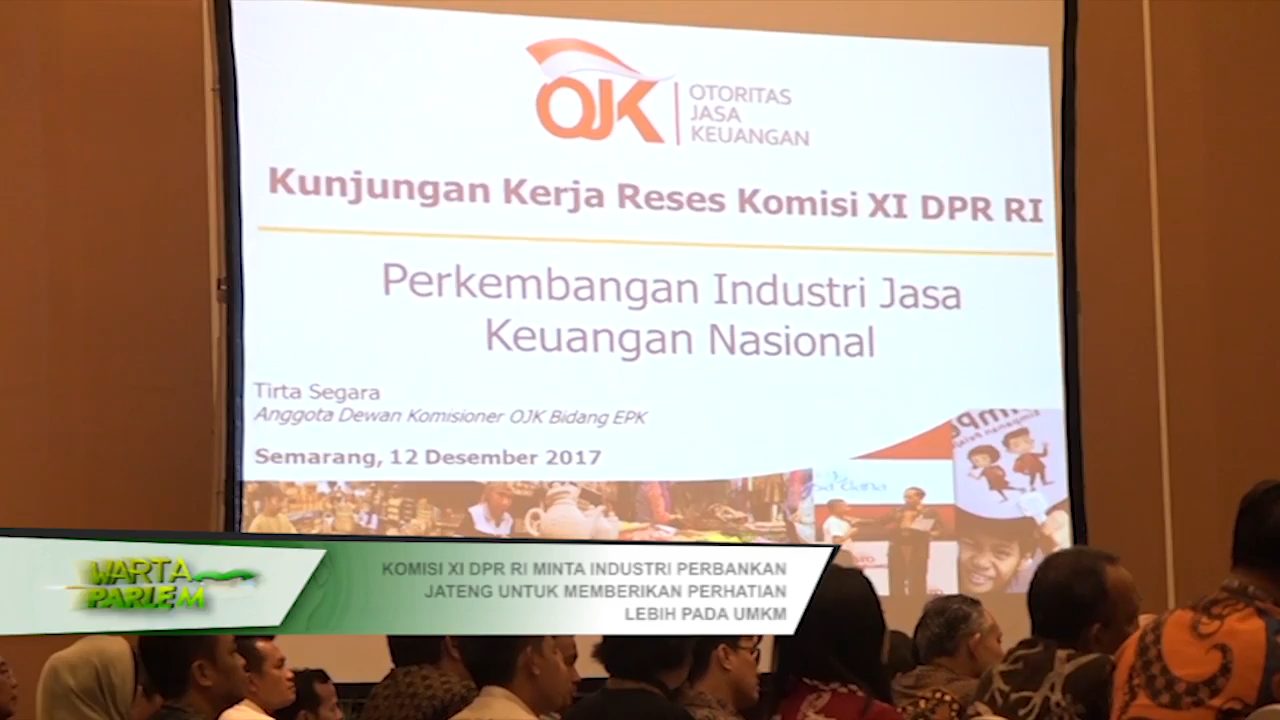 OJK
OTORITAS
JASA
KEUANGAN
Kunjungan Kerja Reses Komisi XI DPR RI
Perkembangan Industri Jasa
Keuangan Nasional
Tirta Segara
Anggota Dewan Komisioner OJK Bidang EPK
Semarang, 12 Desember 2017
WARTA
PARLEM
KOMISI XI DPR RI MINTA INDUSTRI PERBANKAN
JATENG UNTUK MEMBERIKAN PERHATIAN
LEBIH PADA UMKM